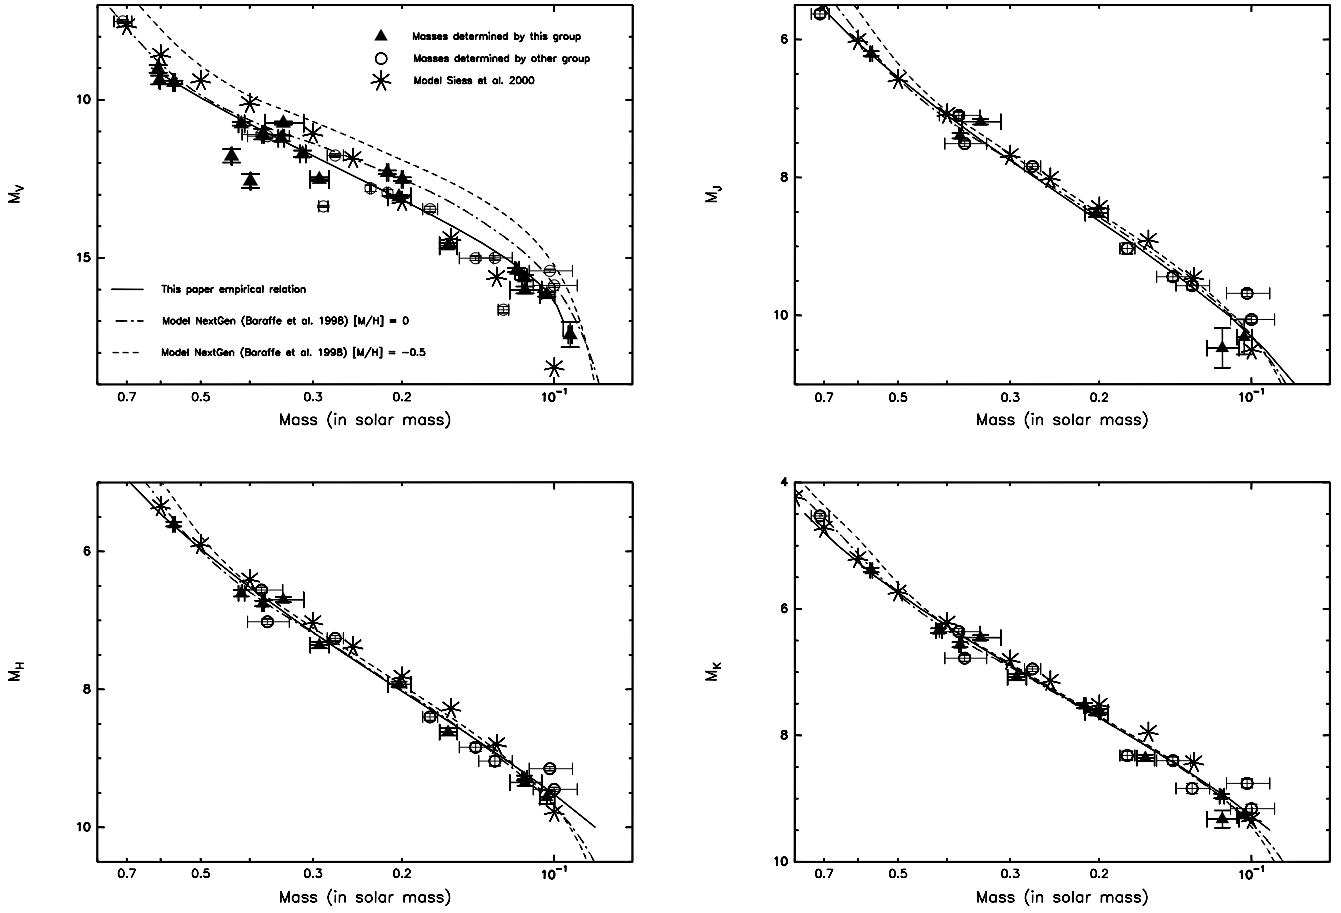 Masses determined by this group
Masses determined by other group
Model Siess et al. 2000
10
15
M_V
This paper empirical relation
Model NextGen (Baraffe et al. 1998) [M/H] = 0
Model NextGen (Baraffe et al. 1998) [M/H] = −0.5
0.7 0.5 0.3 0.2 10⁻¹
Mass (in solar mass)
6
8
10
M_J
0.7 0.5 0.3 0.2 10⁻¹
Mass (in solar mass)
6
8
10
M_H
0.7 0.5 0.3 0.2 10⁻¹
Mass (in solar mass)
4
6
8
10
M_K
0.7 0.5 0.3 0.2 10⁻¹
Mass (in solar mass)